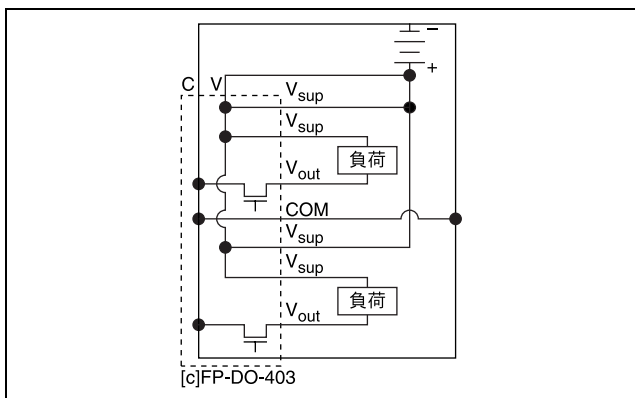 −
+
C V
Vsup
Vsup
負荷
Vout
COM
Vsup
Vsup
負荷
Vout
[c]FP-DO-403